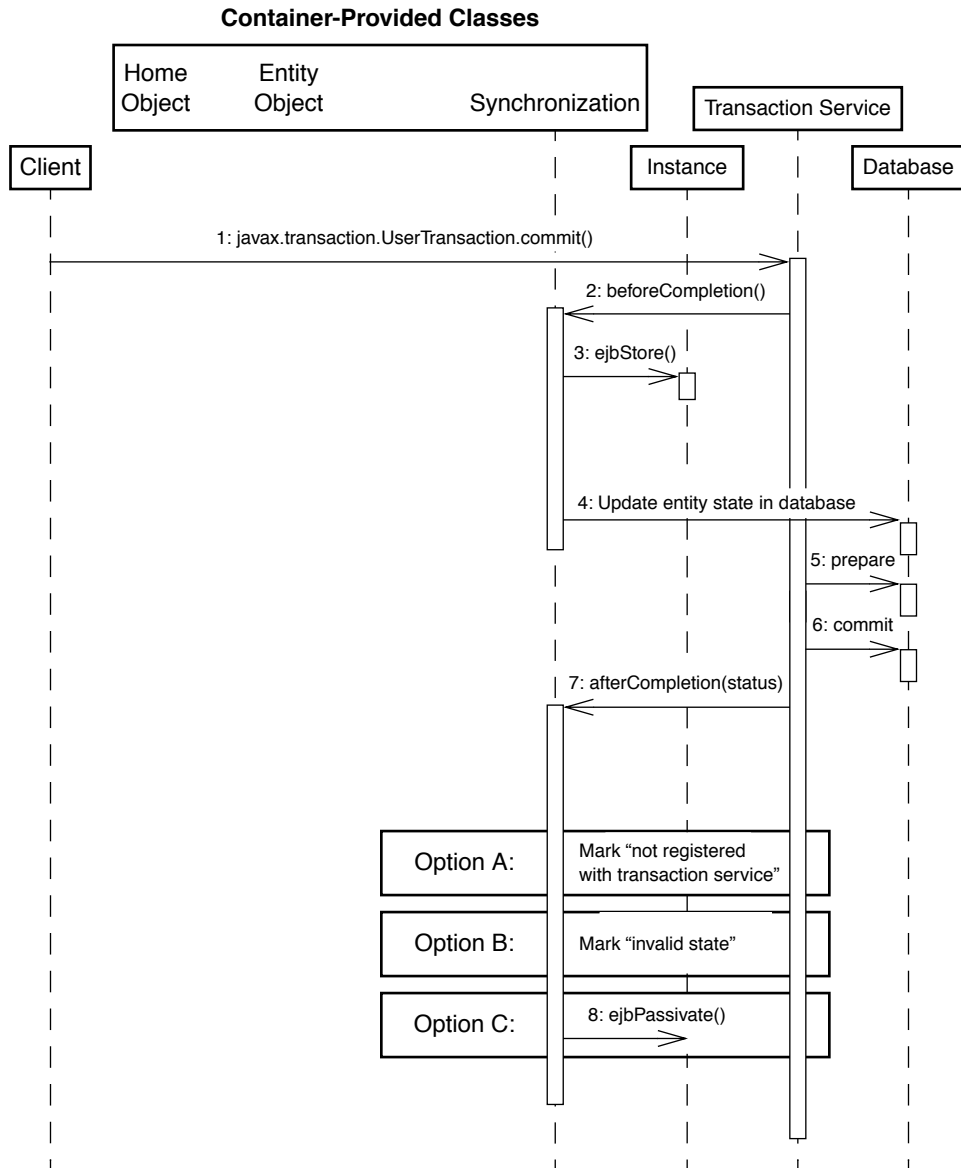 Container-Provided Classes
Home Object
Entity Object
Synchronization
Transaction Service
Client
Instance
Database
1: javax.transaction.UserTransaction.commit()
2: beforeCompletion()
3: ejbStore()
4: Update entity state in database
5: prepare
6: commit
7: afterCompletion(status)
Option A:
Mark “not registered
with transaction service”
Option B:
Mark “invalid state”
Option C:
8: ejbPassivate()